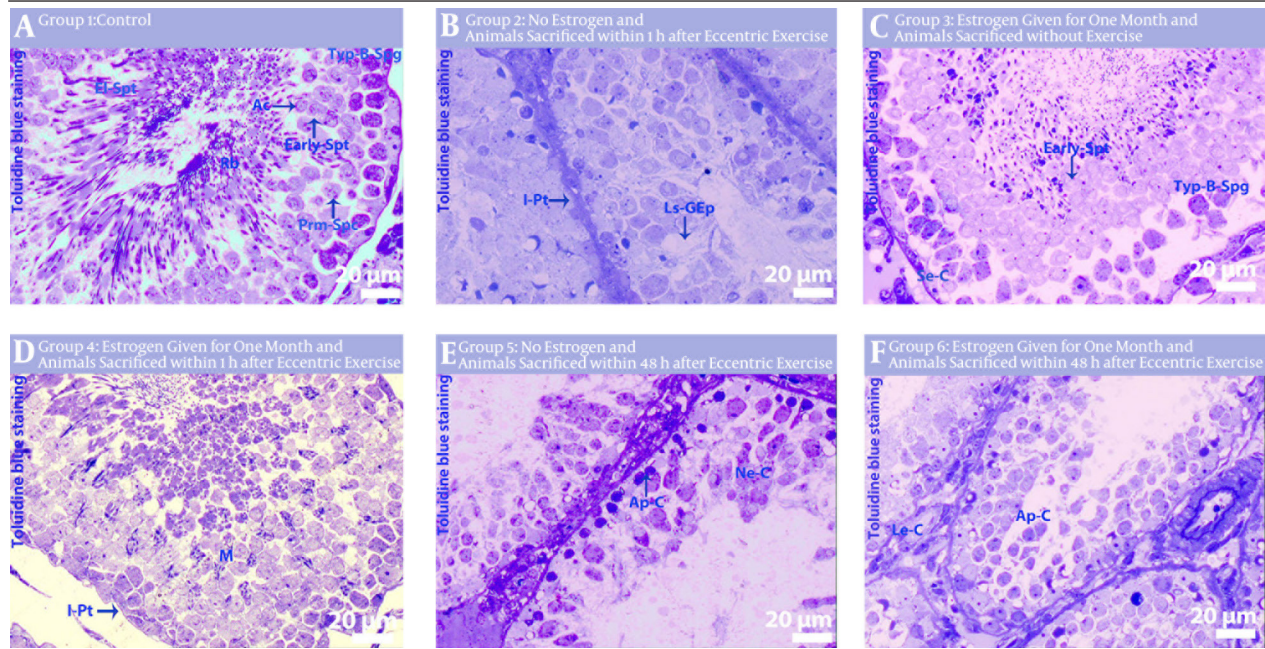 A Group 1:Control
Toluidine blue staining
El-Spt
Typ-B-Spg
Ac
Early-Spt
Rb
Prm-Spc
20 µm
B Group 2: No Estrogen and
Animals Sacrificed within 1 h after Eccentric Exercise
Toluidine blue staining
I-Pt
Ls-GEp
20 µm
C Group 3: Estrogen Given for One Month and
Animals Sacrificed without Exercise
Toluidine blue staining
Early-Spt
Typ-B-Spg
Se-C
20 µm
D Group 4: Estrogen Given for One Month and
Animals Sacrificed within 1 h after Eccentric Exercise
Toluidine blue staining
M
I-Pt
20 µm
E Group 5: No Estrogen and
Animals Sacrificed within 48 h after Eccentric Exercise
Toluidine blue staining
Ne-C
Ap-C
20 µm
F Group 6: Estrogen Given for One Month and
Animals Sacrificed within 48 h after Eccentric Exercise
Toluidine blue staining
Ap-C
Le-C
20 µm